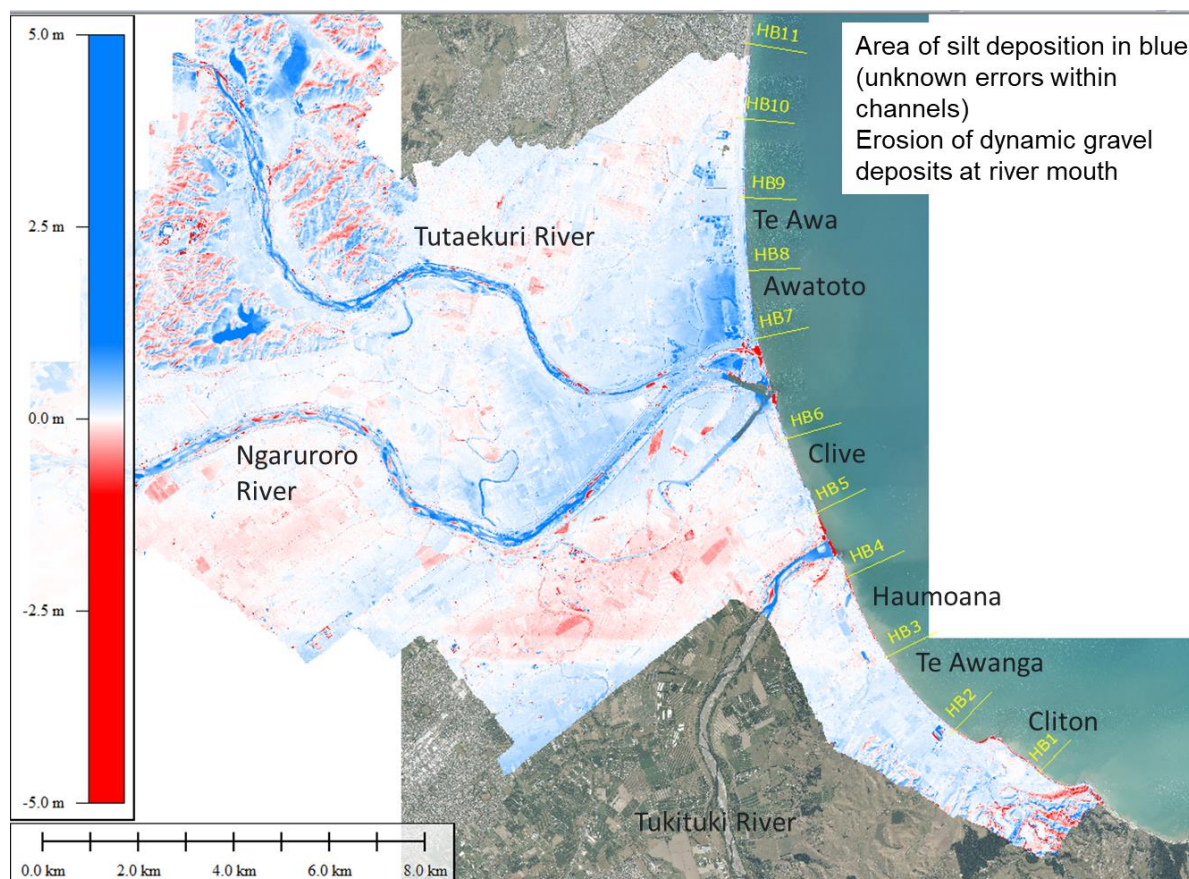 5.0 m
2.5 m
0.0 m
-2.5 m
-5.0 m
0.0 km
2.0 km
4.0 km
6.0 km
8.0 km
Area of silt deposition in blue
(unknown errors within
channels)
Erosion of dynamic gravel
deposits at river mouth
HB11
HB10
HB9
Te Awa
HB8
Awatoto
HB7
HB6
Clive
HB5
HB4
Haumoana
HB3
Te Awanga
HB2
Cliton
HB1
Tutaekuri River
Ngaruroro
River
Tukituki River